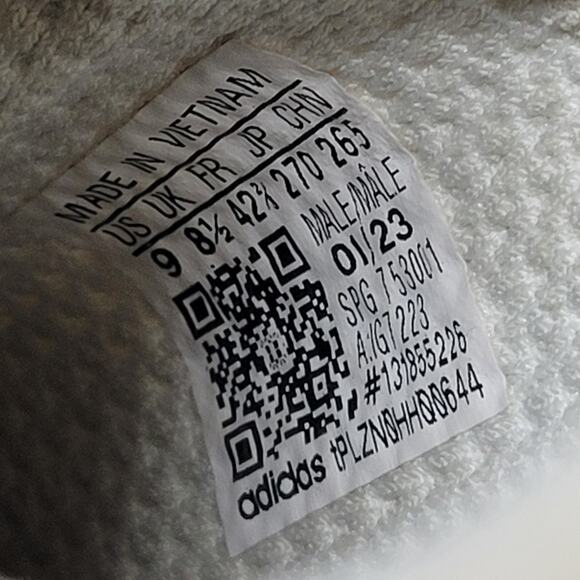 MADE IN VIETNAM
US UK FR JP CHN
9 8½ 42⅔ 270 265
MALE/MÂLE
01/23
SPG 753001
A:IG7223
#131855226
adidas tPLZN0HH00644